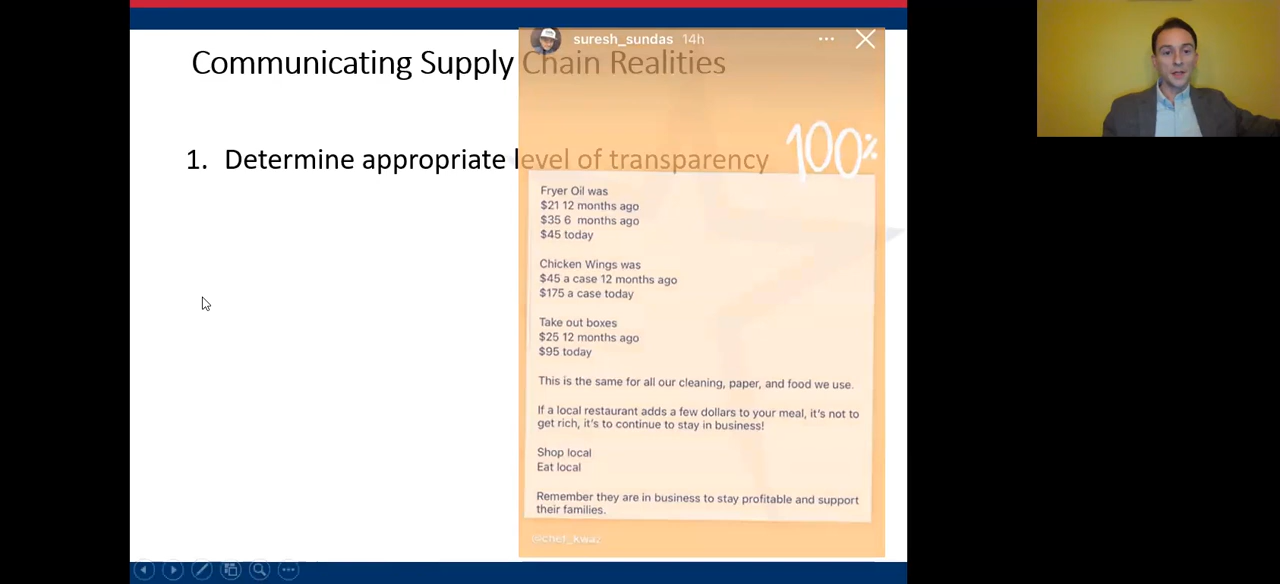 suresh_sundas 14h
Communicating Supply Chain Realities
100%
1. Determine appropriate level of transparency
Fryer Oil was
$21 12 months ago
$35 6 months ago
$45 today
Chicken Wings was
$45 a case 12 months ago
$175 a case today
Take out boxes
$25 12 months ago
$95 today
This is the same for all our cleaning, paper, and food we use.
If a local restaurant adds a few dollars to your meal, it's not to
get rich, it's to continue to stay in business!
Shop local
Eat local
Remember they are in business to stay profitable and support
their families.
@chef_kwaz